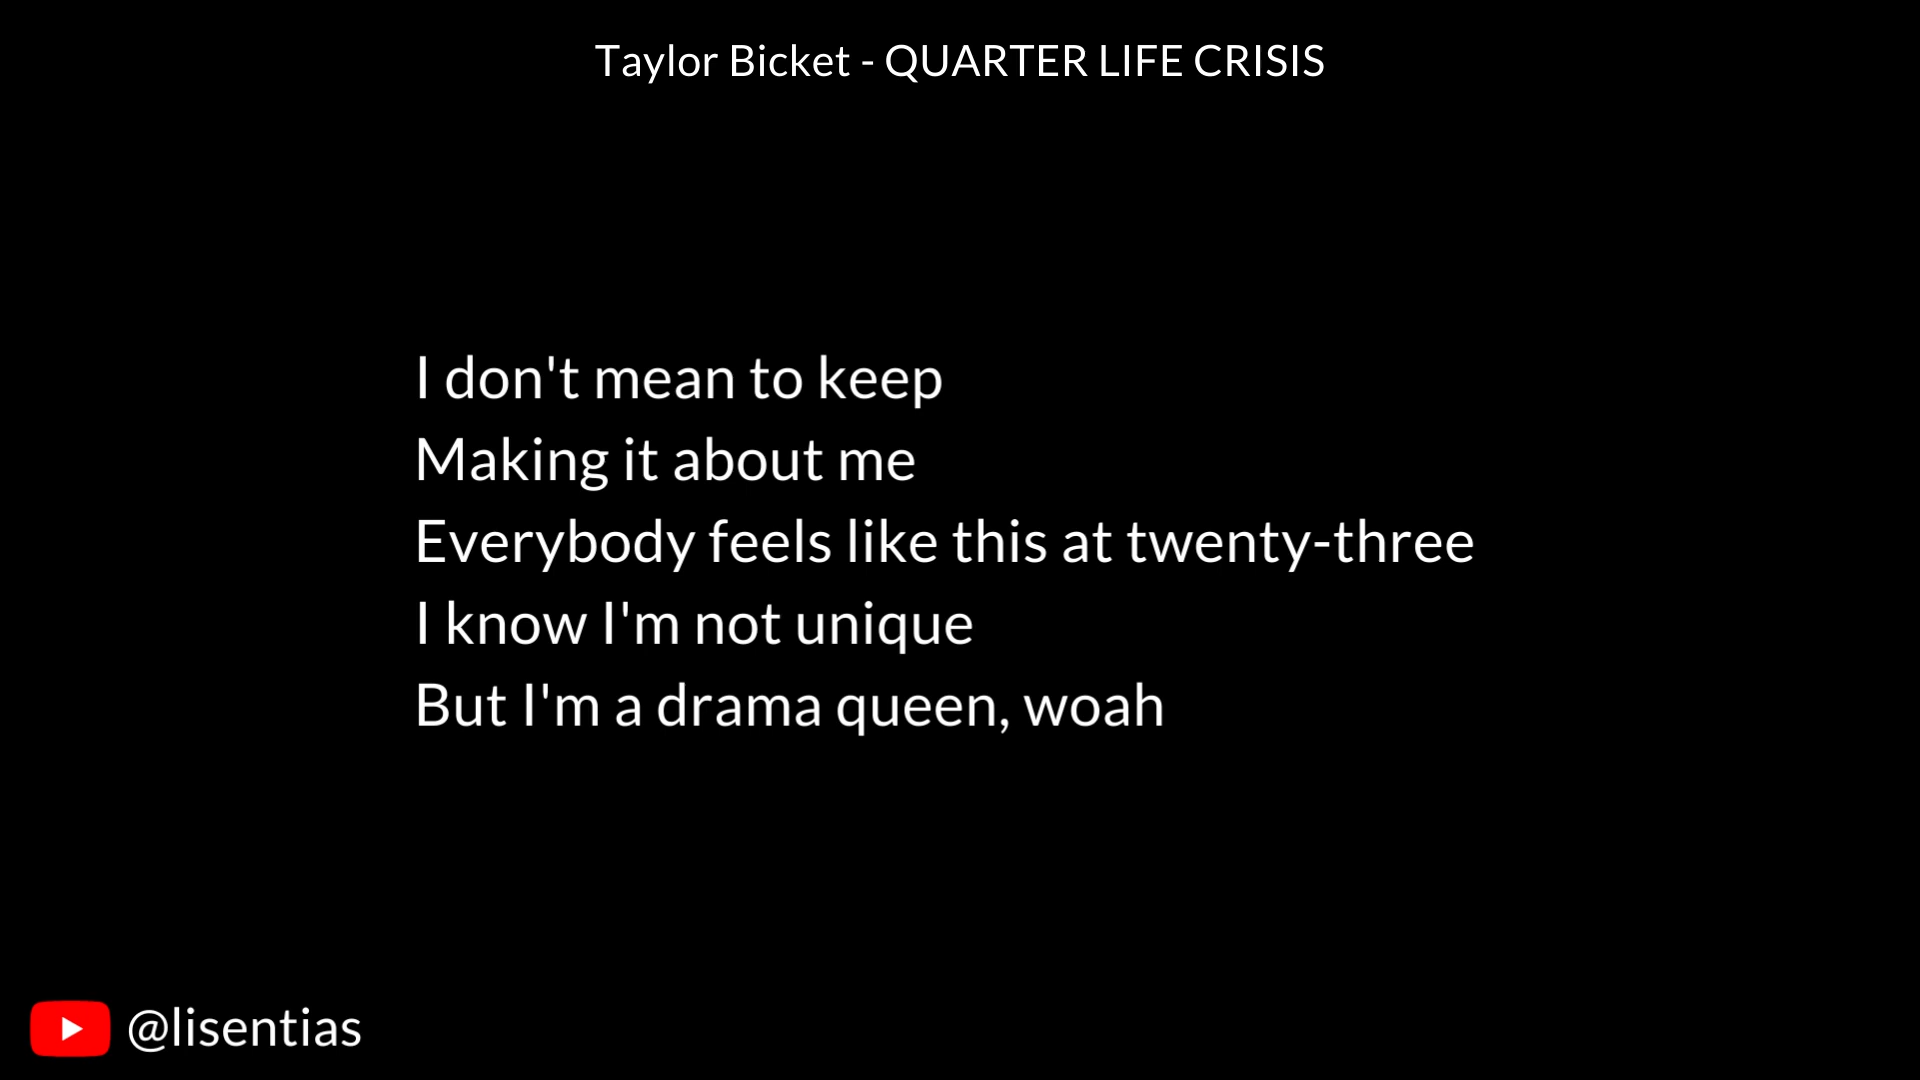 Taylor Bicket - QUARTER LIFE CRISIS
I don't mean to keep
Making it about me
Everybody feels like this at twenty-three
I know I'm not unique
But I'm a drama queen, woah
@lisentias